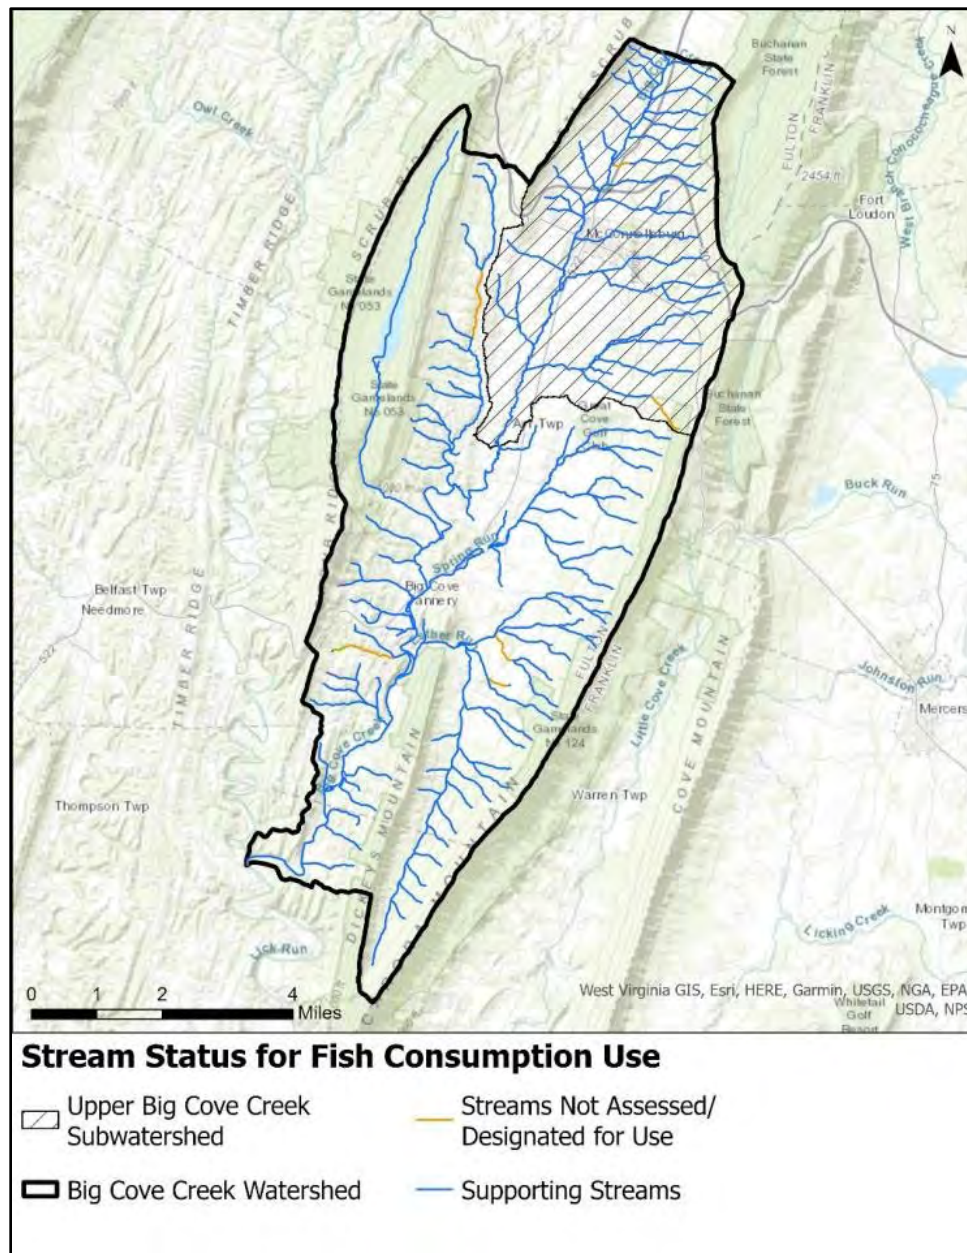 N
Buchanan
State
Forest
Owl Creek
SCRUB
FULTON
FRANKLIN
2454 ft
West Branch Conococheague Creek
Fort
Loudon
TIMBER RIDGE
SCRUB
McConnellsburg
State
Gamelands
No 053
State
Gamelands
No 053
Buchanan
State
Forest
Ayr Twp
Great
Cove
Golf
Buck Run
75
Spring Run
Belfast Twp
Needmore
Big Cove
Tannery
522
TIMBER RIDGE
Esther Run
FULTON
FRANKLIN
Little Cove Creek
COVE MOUNTAIN
Johnston Run
Mercers
State
Gamelands
No 124
Big Cove Creek
DICKEYS MOUNTAIN
MOUNTAIN
Thompson Twp
Warren Twp
Lick Run
Licking Creek
Montgom
Twp
0 1 2 4
Miles
West Virginia GIS, Esri, HERE, Garmin, USGS, NGA, EPA,
USDA, NPS
Whitetail
Golf
Resort
Stream Status for Fish Consumption Use
Upper Big Cove Creek
Subwatershed
Streams Not Assessed/
Designated for Use
Big Cove Creek Watershed
Supporting Streams